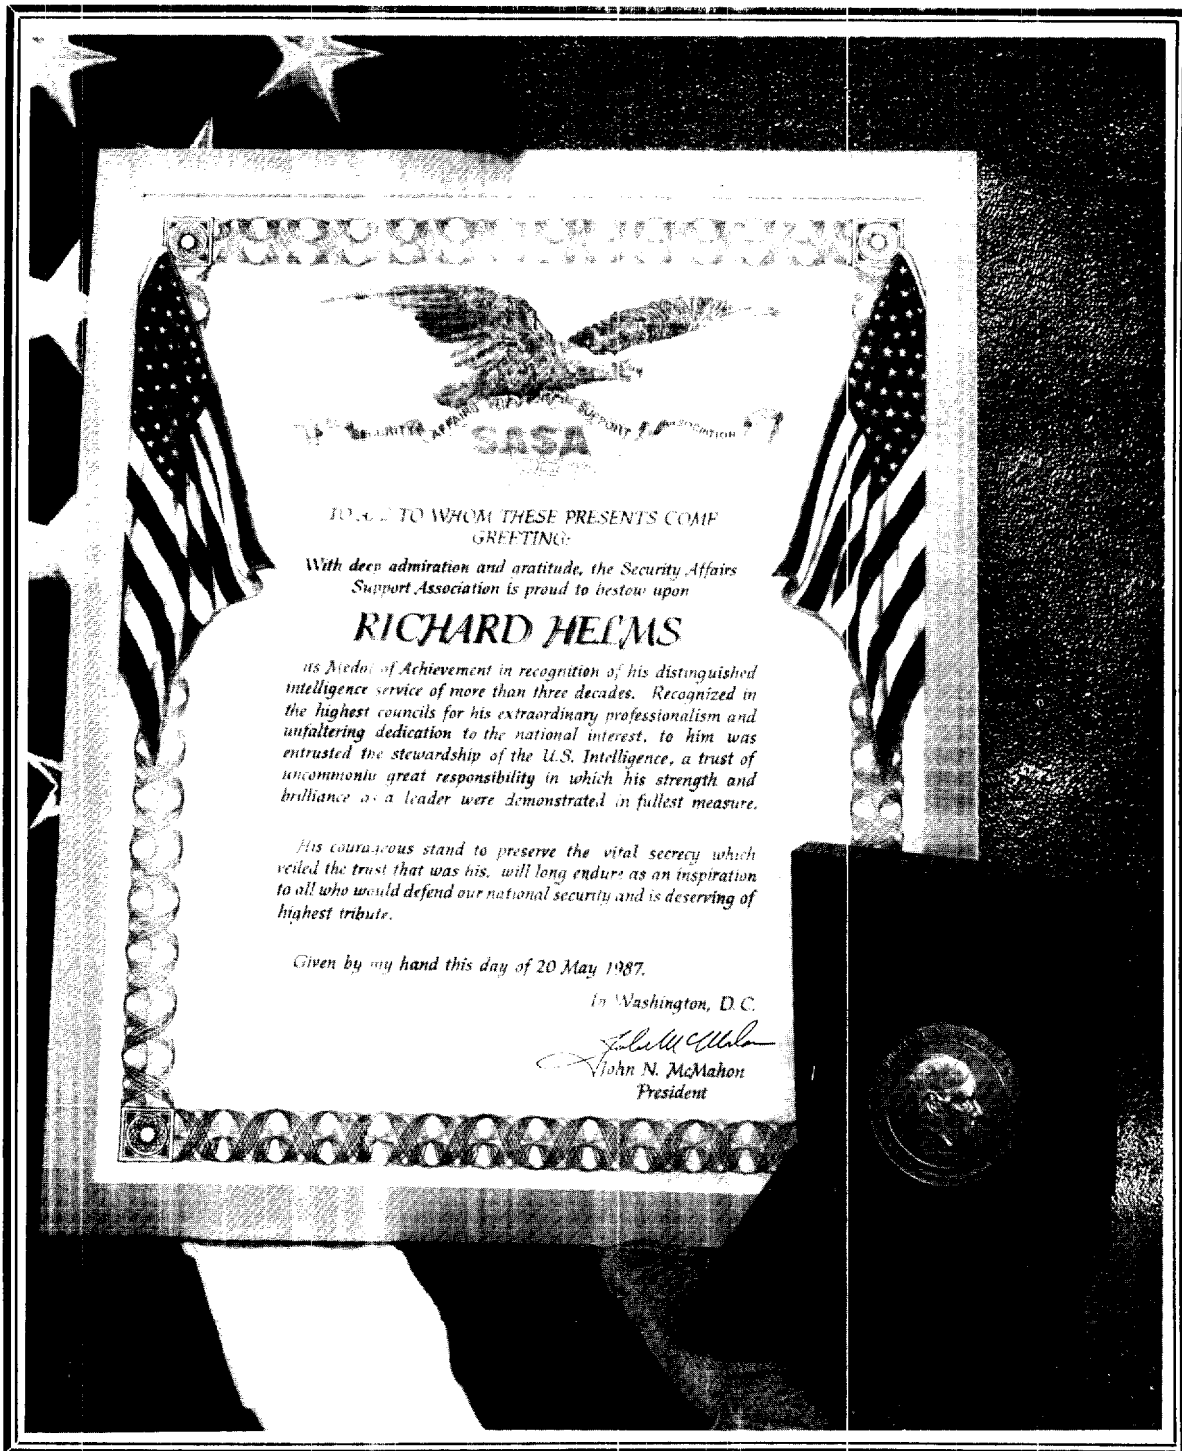 SECURITY AFFAIRS SUPPORT ASSOCIATION
SASA
TO ALL TO WHOM THESE PRESENTS COME
GREETING:
With deep admiration and gratitude, the Security Affairs
Support Association is proud to bestow upon
RICHARD HELMS
its Medal of Achievement in recognition of his distinguished
intelligence service of more than three decades. Recognized in
the highest councils for his extraordinary professionalism and
unfaltering dedication to the national interest, to him was
entrusted the stewardship of the U.S. Intelligence, a trust of
uncommonly great responsibility in which his strength and
brilliance as a leader were demonstrated in fullest measure.
His courageous stand to preserve the vital secrecy which
veiled the trust that was his, will long endure as an inspiration
to all who would defend our national security and is deserving of
highest tribute.
Given by my hand this day of 20 May 1987.
In Washington, D.C.
John N. McMahon
President